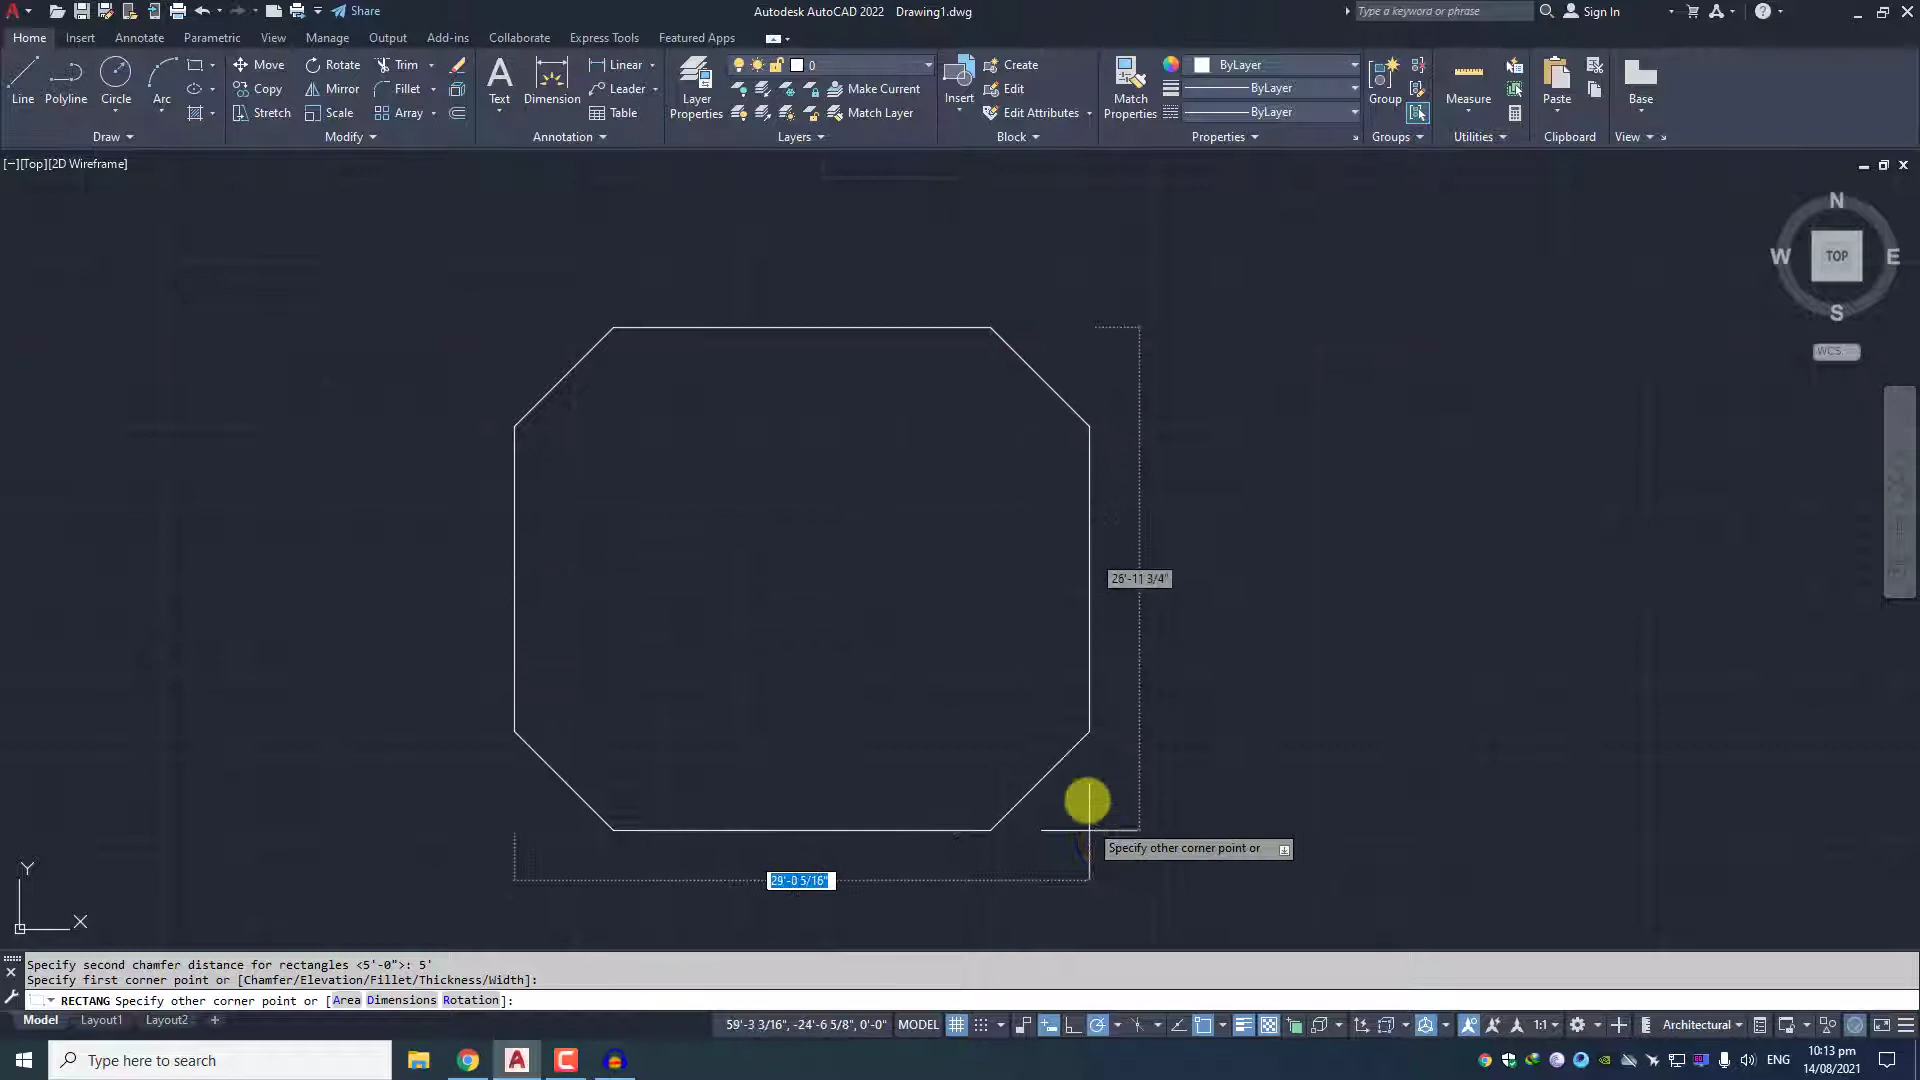 Share
Autodesk AutoCAD 2022 Drawing1.dwg
Type a keyword or phrase
Sign In
Home Insert Annotate Parametric View Manage Output Add-ins Collaborate Express Tools Featured Apps
Line Polyline Circle Arc
Draw
Move Rotate Trim
Copy Mirror Fillet
Stretch Scale Array
Modify
Text Dimension
Linear
Leader
Table
Annotation
Layer Properties
0
Make Current
Match Layer
Layers
Insert
Create
Edit
Edit Attributes
Block
Match Properties
ByLayer
ByLayer
ByLayer
Properties
Group
Groups
Measure
Utilities
Paste
Clipboard
Base
View
[−][Top][2D Wireframe]
N
W TOP E
S
WCS
26'-11 3/4"
Specify other corner point or
29'-0 5/16"
Y
X
Specify second chamfer distance for rectangles <5'-0">: 5'
Specify first corner point or [Chamfer/Elevation/Fillet/Thickness/Width]:
RECTANG Specify other corner point or [Area Dimensions Rotation]:
Model Layout1 Layout2 +
59'-3 3/16", -24'-6 5/8", 0'-0" MODEL
1:1
Architectural
Type here to search
ENG
10:13 pm
14/08/2021